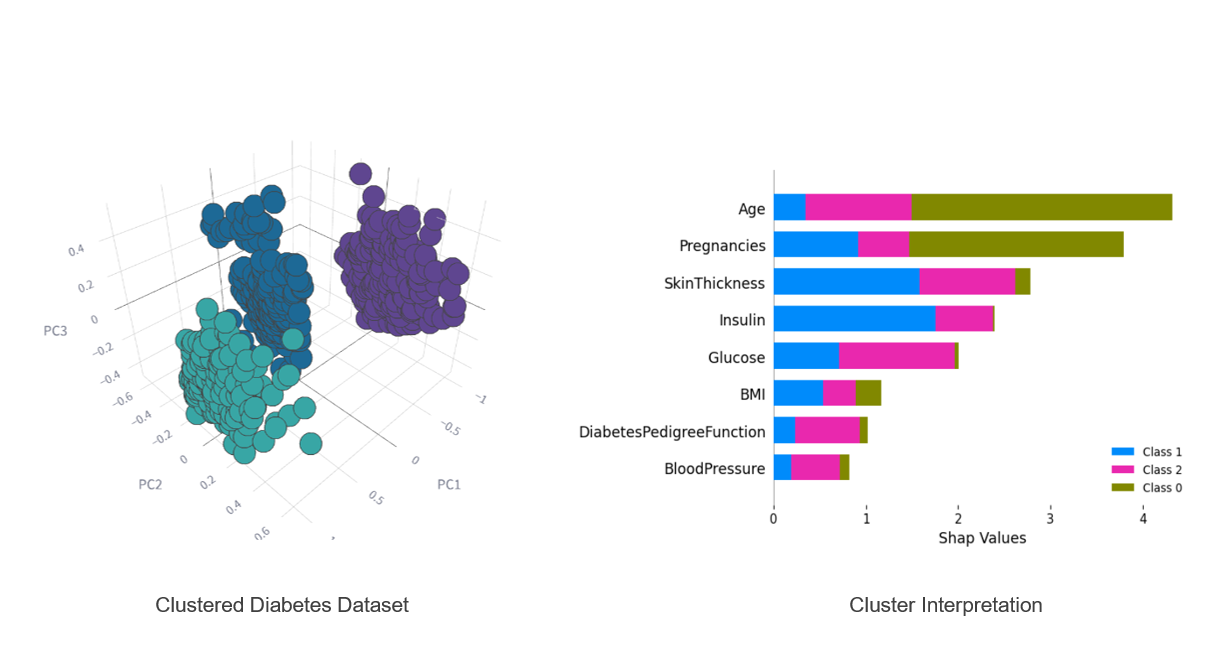 0.4
0.2
0
−0.2
−0.4
PC3
−0.6
−0.4
−0.2
0
0.2
0.4
0.6
PC2
−1
−0.5
0
0.5
PC1
Clustered Diabetes Dataset
Age
Pregnancies
SkinThickness
Insulin
Glucose
BMI
DiabetesPedigreeFunction
BloodPressure
Class 1
Class 2
Class 0
0 1 2 3 4
Shap Values
Cluster Interpretation